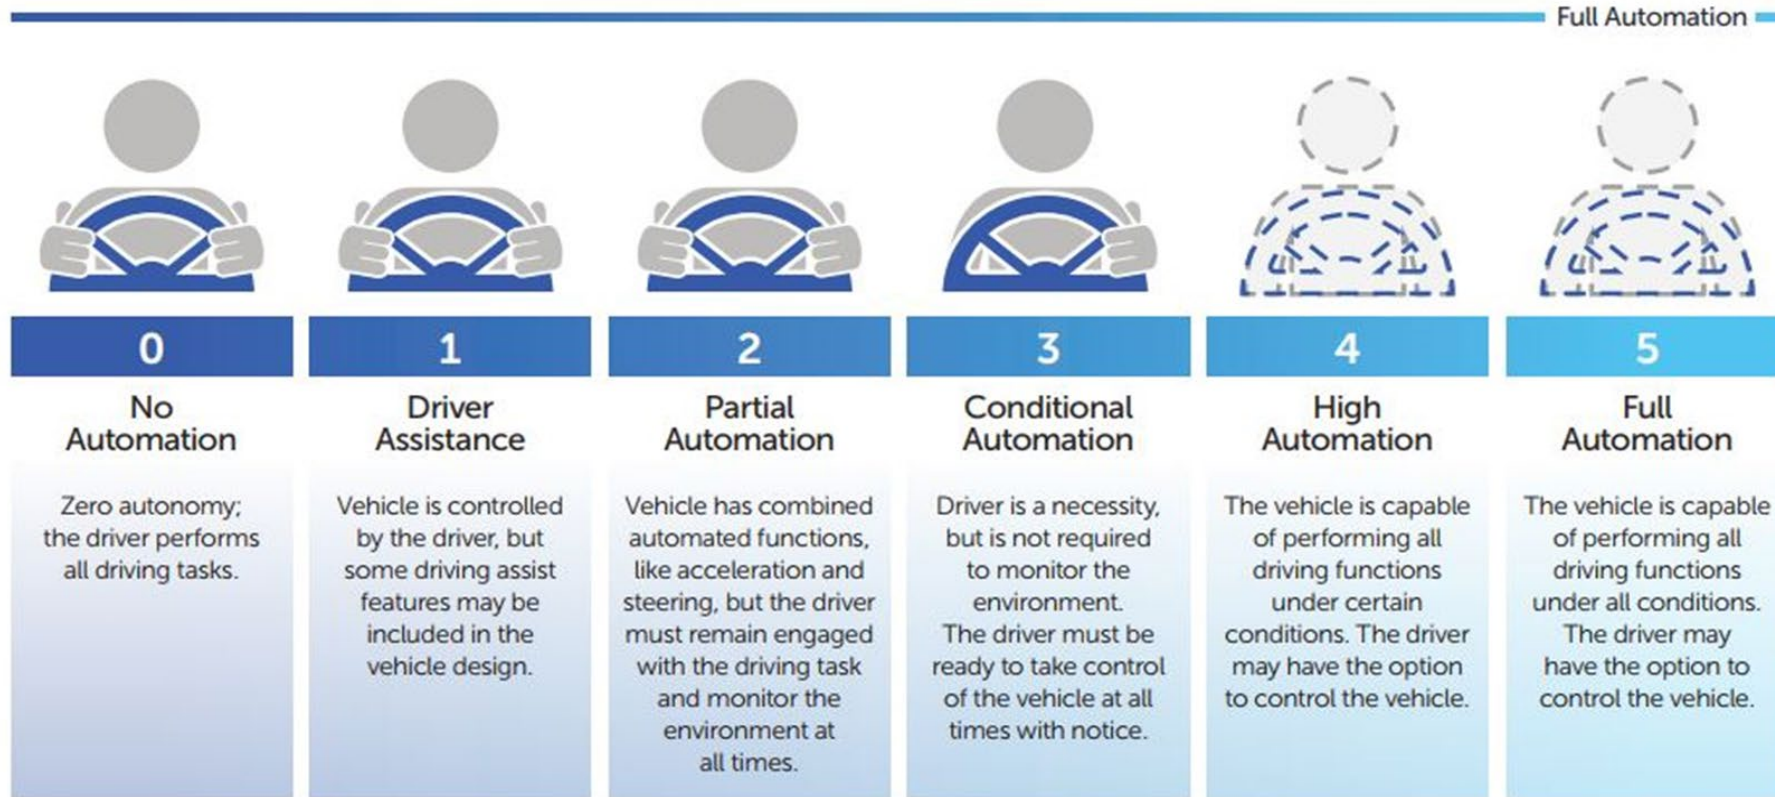 Full Automation
0
No
Automation
Zero autonomy;
the driver performs
all driving tasks.
1
Driver
Assistance
Vehicle is controlled
by the driver, but
some driving assist
features may be
included in the
vehicle design.
2
Partial
Automation
Vehicle has combined
automated functions,
like acceleration and
steering, but the driver
must remain engaged
with the driving task
and monitor the
environment at
all times.
3
Conditional
Automation
Driver is a necessity,
but is not required
to monitor the
environment.
The driver must be
ready to take control
of the vehicle at all
times with notice.
4
High
Automation
The vehicle is capable
of performing all
driving functions
under certain
conditions. The driver
may have the option
to control the vehicle.
5
Full
Automation
The vehicle is capable
of performing all
driving functions
under all conditions.
The driver may
have the option to
control the vehicle.